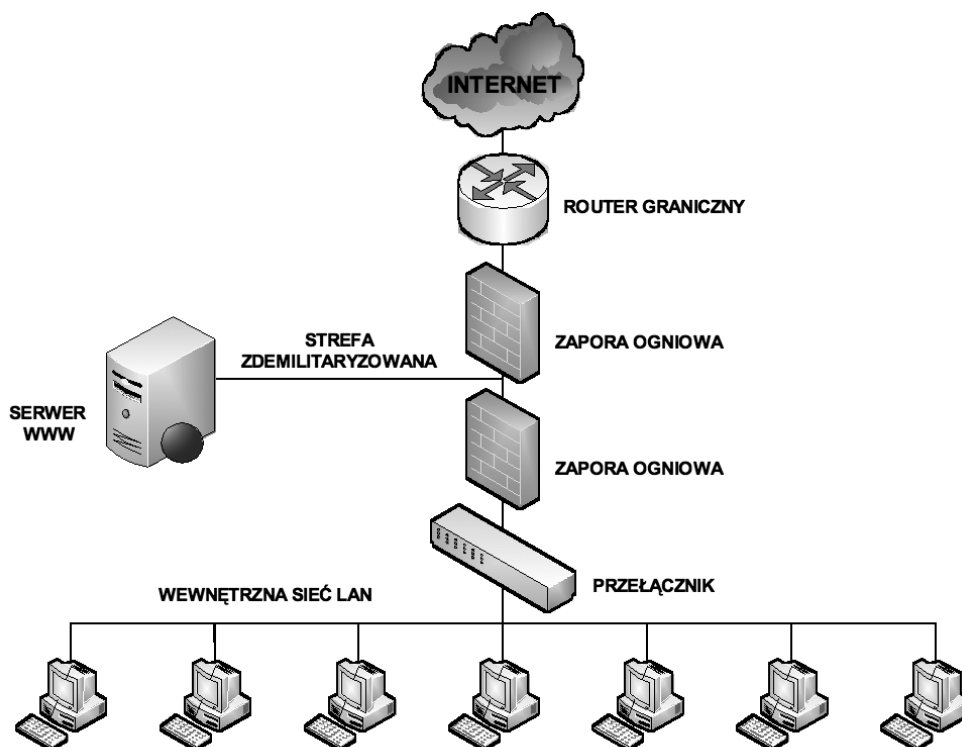 INTERNET
ROUTER GRANICZNY
ZAPORA OGNIOWA
STREFA
ZDEMILITARYZOWANA
SERWER
WWW
ZAPORA OGNIOWA
PRZEŁĄCZNIK
WEWNĘTRZNA SIEĆ LAN